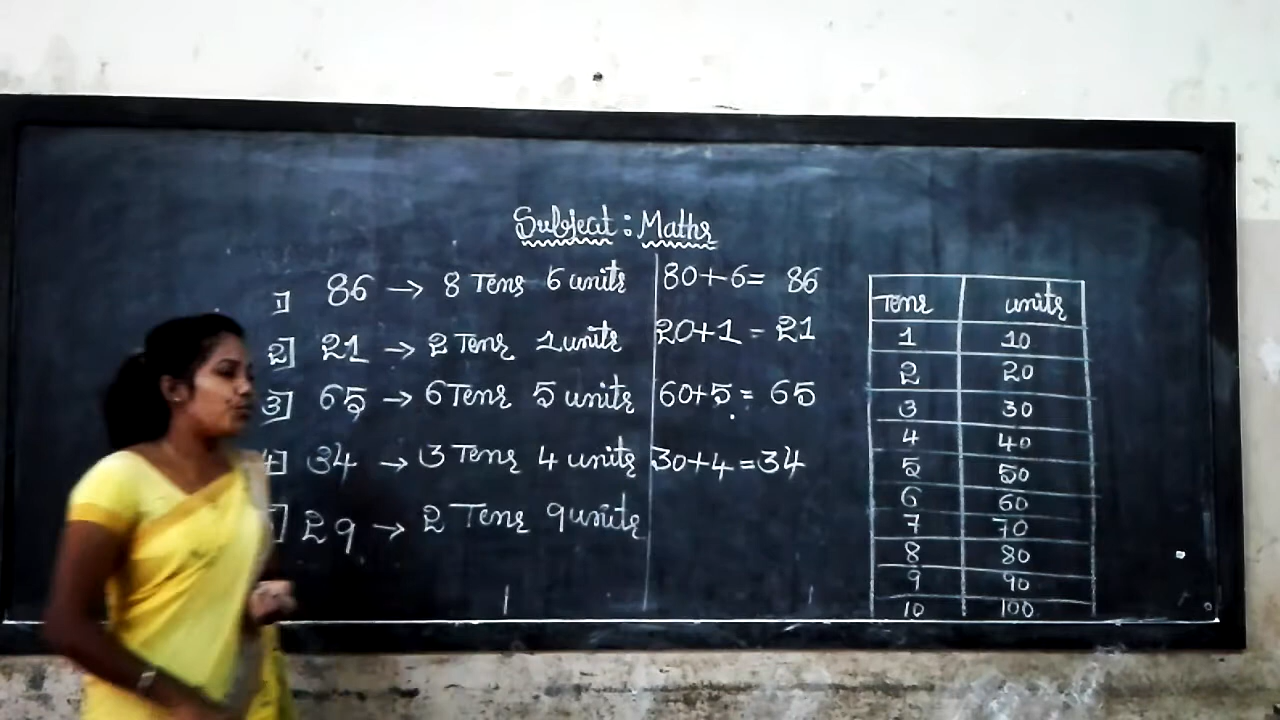 Subject : Maths
1] 86 → 8 Tens 6 units 80+6= 86
2] 21 → 2 Tens 1 units 20+1 = 21
3] 65 → 6 Tens 5 units 60+5 = 65
4] 34 → 3 Tens 4 units 30+4 = 34
] 29 → 2 Tens 9 units
Tens units
1 10
2 20
3 30
4 40
5 50
6 60
7 70
8 80
9 90
10 100